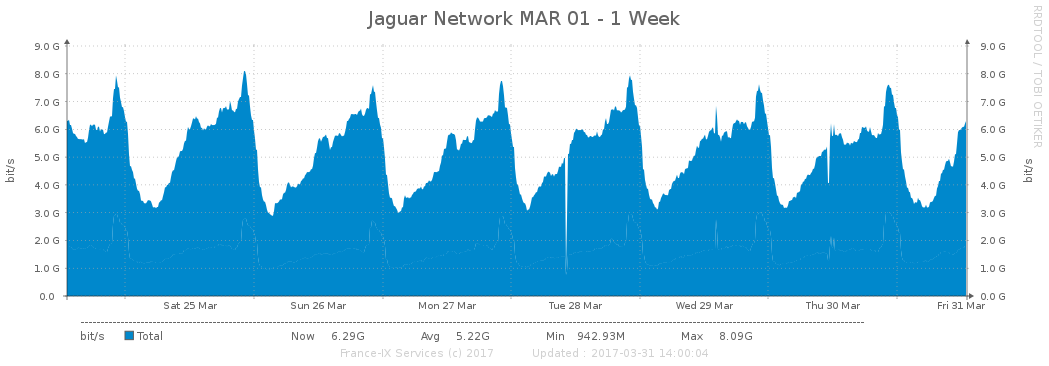 Jaguar Network MAR 01 - 1 Week
RRDTOOL / TOBI OETIKER
bit/s
9.0 G 9.0 G
8.0 G 8.0 G
7.0 G 7.0 G
6.0 G 6.0 G
5.0 G 5.0 G
4.0 G 4.0 G
3.0 G 3.0 G
2.0 G 2.0 G
1.0 G 1.0 G
0.0 0.0 G
bit/s
Sat 25 Mar Sun 26 Mar Mon 27 Mar Tue 28 Mar Wed 29 Mar Thu 30 Mar Fri 31 Mar
bit/s Total Now 6.29G Avg 5.22G Min 942.93M Max 8.09G
France-IX Services (c) 2017 Updated : 2017-03-31 14:00:04